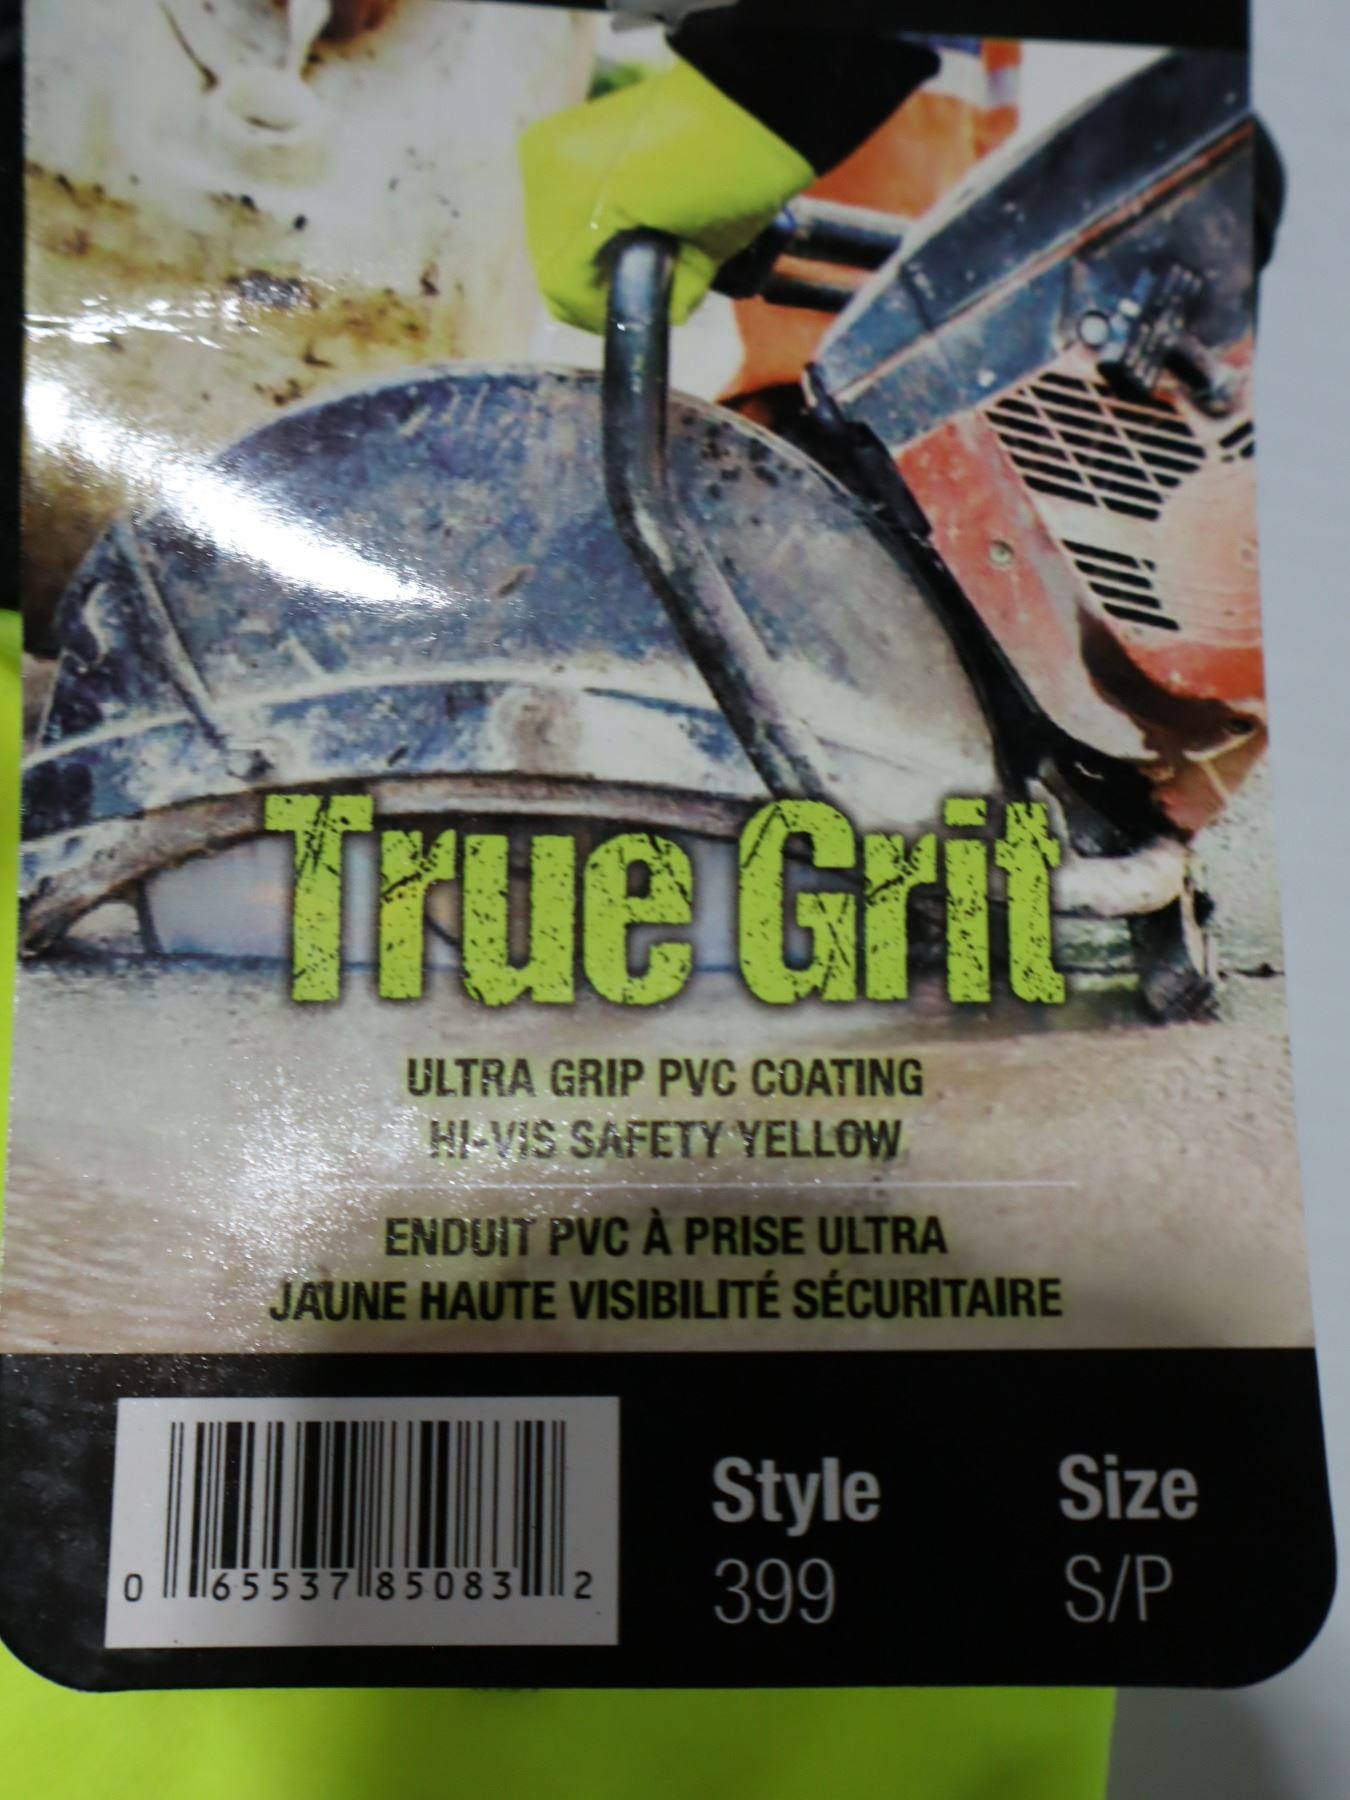 True Grit
ULTRA GRIP PVC COATING
HI-VIS SAFETY YELLOW
ENDUIT PVC À PRISE ULTRA
JAUNE HAUTE VISIBILITÉ SÉCURITAIRE
Style
399
Size
S/P
0 65537 85083 2